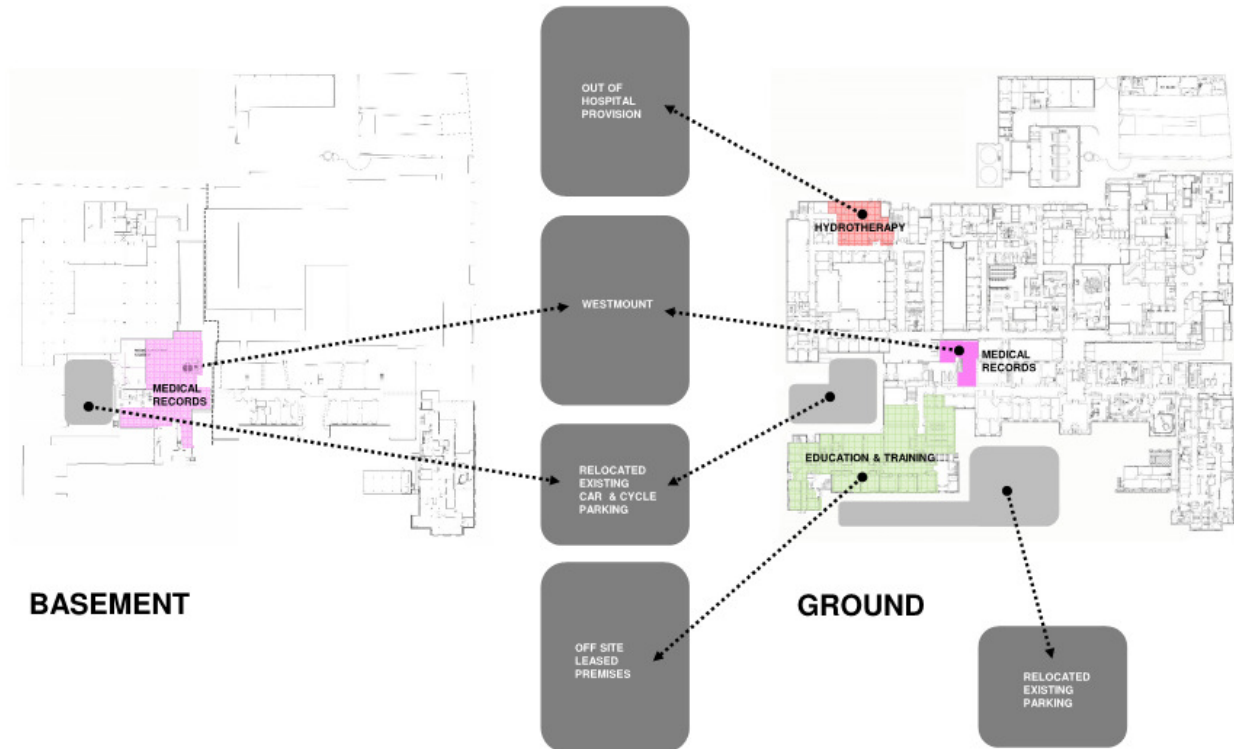 OUT OF
HOSPITAL
PROVISION
HYDROTHERAPY
WESTMOUNT
MEDICAL
RECORDS
MEDICAL
RECORDS
EDUCATION & TRAINING
RELOCATED
EXISTING
CAR & CYCLE
PARKING
BASEMENT
GROUND
OFF SITE
LEASED
PREMISES
RELOCATED
EXISTING
PARKING